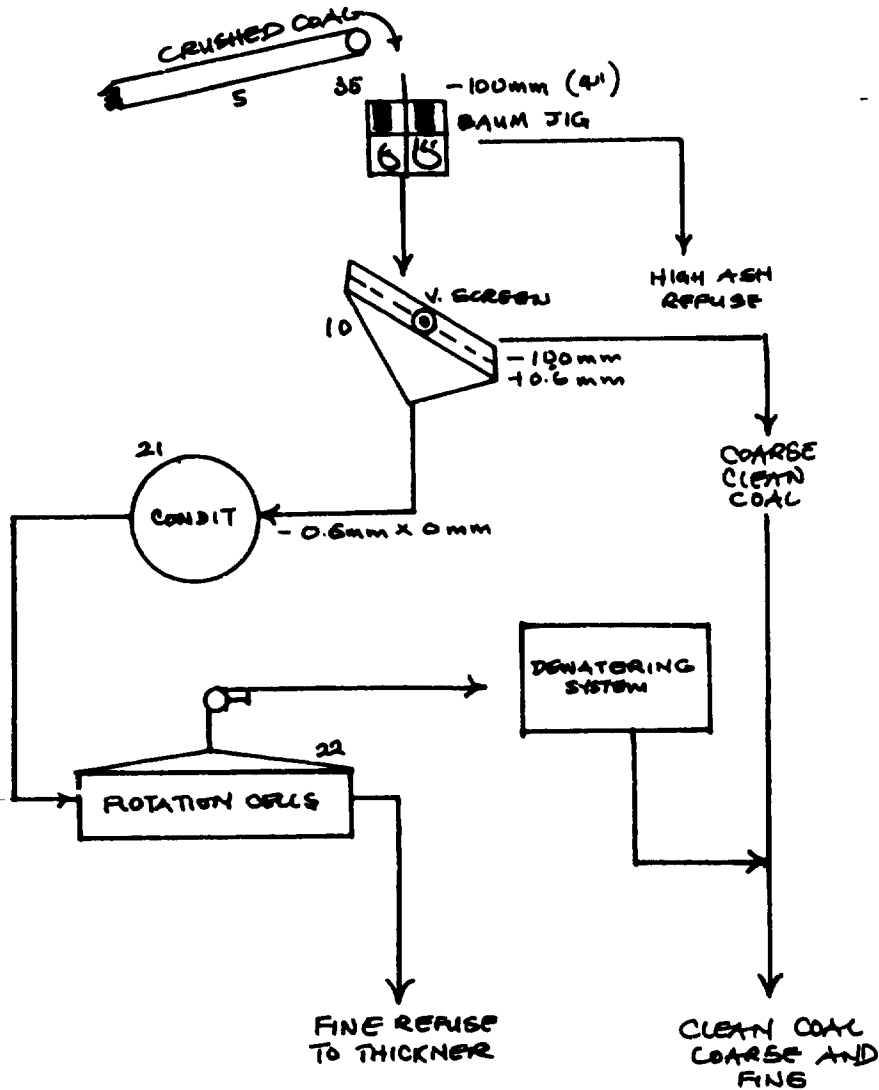 CRUSHED COAL
5
35
-100mm (4")
BAUM JIG
HIGH ASH
REFUSE
V. SCREEN
10
-100mm
+0.6mm
COARSE
CLEAN
COAL
21
CONDIT
-0.6mm x 0mm
DEWATERING
SYSTEM
22
FLOTATION CELLS
FINE REFUSE
TO THICKNER
CLEAN COAL
COARSE AND
FINE